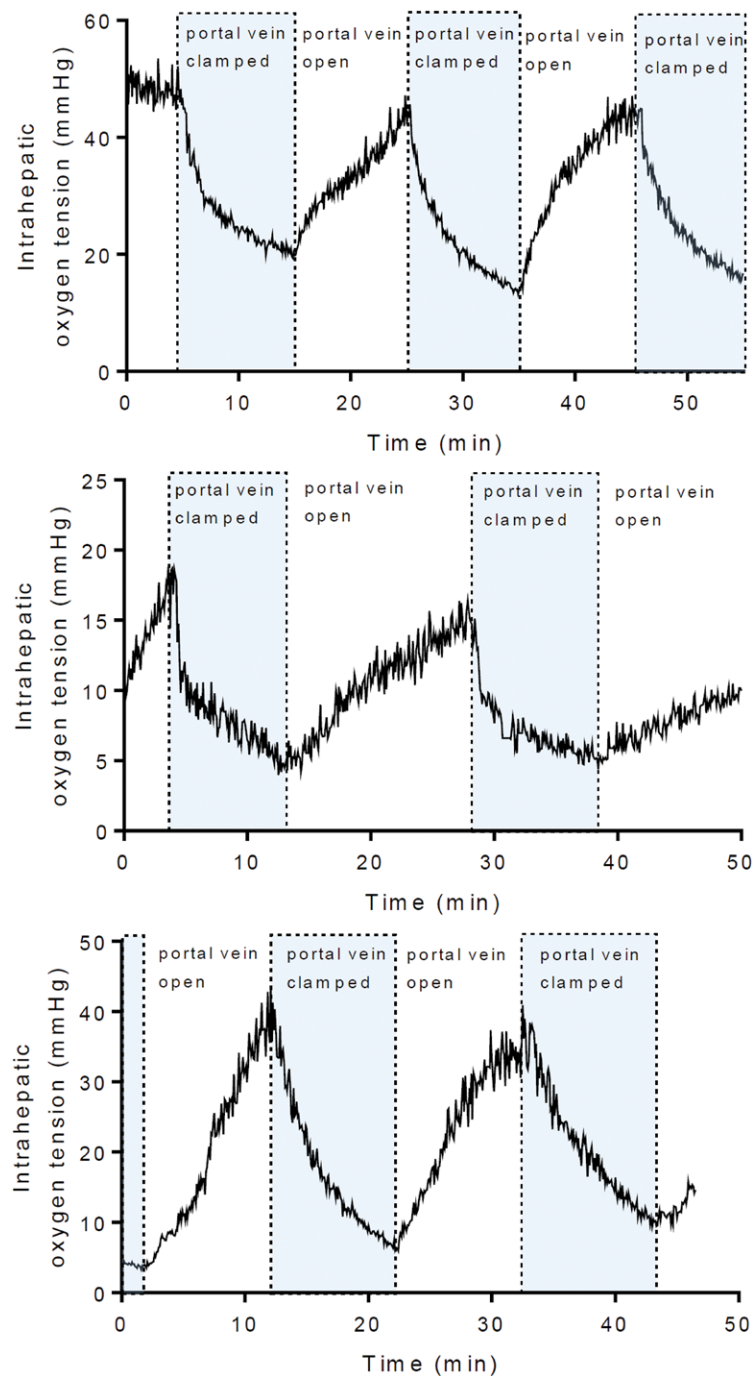 60
portal vein portal vein portal vein portal vein portal vein
clamped open clamped open clamped
40
20
0
Intrahepatic
oxygen tension (mmHg)
0 10 20 30 40 50
Time (min)
25
portal vein portal vein portal vein portal vein
clamped open clamped open
20
15
10
5
0
Intrahepatic
oxygen tension (mmHg)
0 10 20 30 40 50
Time (min)
50
portal vein portal vein portal vein portal vein
open clamped open clamped
40
30
20
10
0
Intrahepatic
oxygen tension (mmHg)
0 10 20 30 40 50
Time (min)